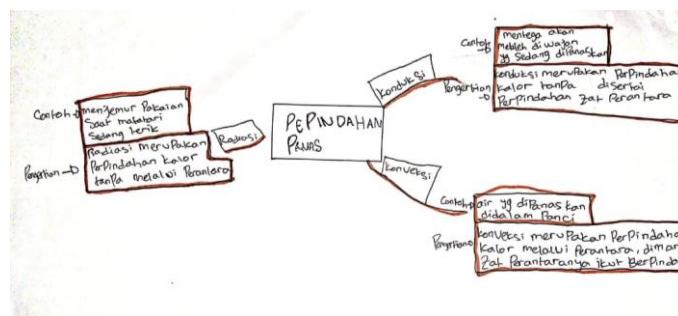 PEPINDAHAN
PANAS
Konduksi
Contoh
mentega akan
meleleh di wajan
yg sedang dipanaskan
Pengertian
konduksi merupakan Perpindaha
kalor tanpa disertai
Perpindahan Zat Perantara
Konveksi
Contoh
air yg dipanaskan
didalam Panci
Pengertian
konveksi merupakan Perpindaha
kalor melalui Perantara, dimar
Zat Perantaranya ikut Berpinda
Radiasi
Contoh
menjemur Pakaian
Saat matahari
Sedang terik
Pengertian
Radiasi merupakan
Perpindahan kalor
tanpa melalui Perantara